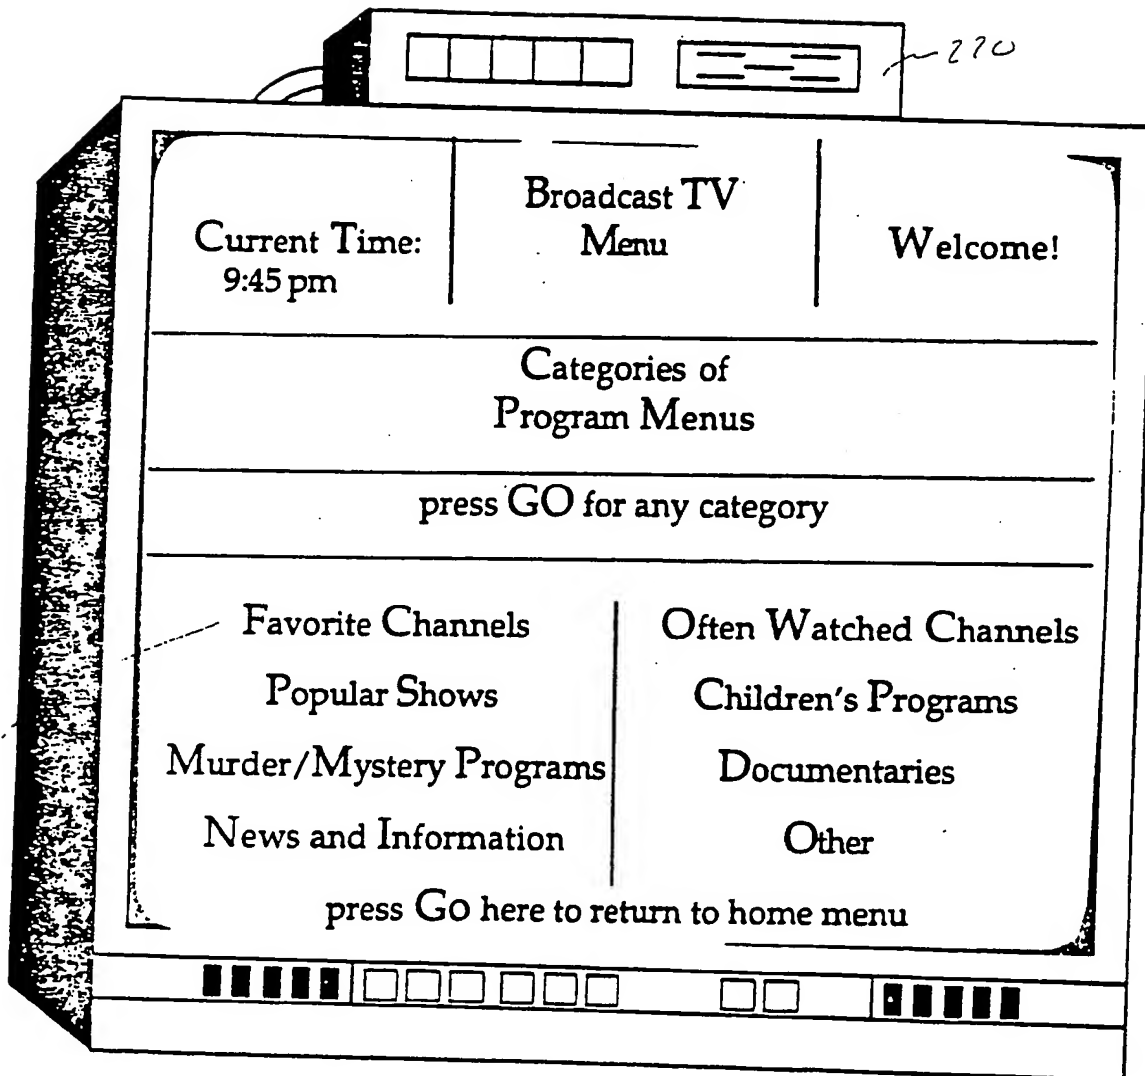 220
Broadcast TV
Menu
Current Time:
9:45 pm
Welcome!
Categories of
Program Menus
press GO for any category
Favorite Channels
Often Watched Channels
Popular Shows
Children's Programs
Murder/Mystery Programs
Documentaries
News and Information
Other
press Go here to return to home menu